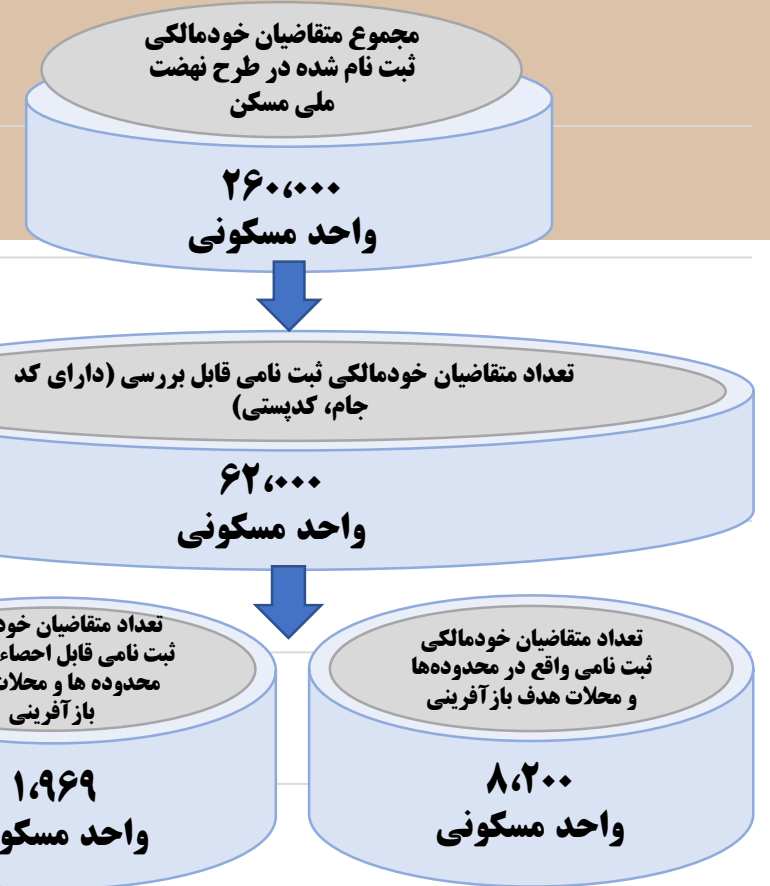 مجموع متقاضیان خودمالکی
ثبت نام شده در طرح نهضت
ملی مسکن
۲۶۰،۰۰۰
واحد مسکونی
تعداد متقاضیان خودمالکی ثبت نامی قابل بررسی (دارای کد
جام، کدپستی)
۶۲،۰۰۰
واحد مسکونی
تعداد متقاضیان خودمالکی
ثبت نامی واقع در محدوده‌ها
و محلات هدف بازآفرینی
۸،۲۰۰
واحد مسکونی
تعداد متقاضیان
ثبت نامی قابل احصاء
محدوده ها و محلات
بازآفرینی
۱،۹۶۹
واحد